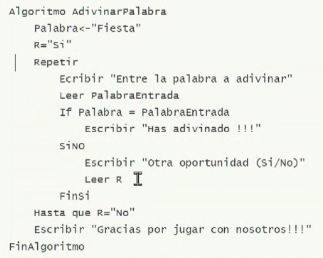 Algoritmo AdivinarPalabra
Palabra<-"Fiesta"
R="Si"
Repetir
Ecribir "Entre la palabra a adivinar"
Leer PalabraEntrada
If Palabra = PalabraEntrada
Escribir "Has adivinado !!!"
SiNO
Escribir "Otra oportunidad (Si/No)"
Leer R
FinSi
Hasta que R="No"
Escribir "Gracias por jugar con nosotros!!!"
FinAlgoritmo